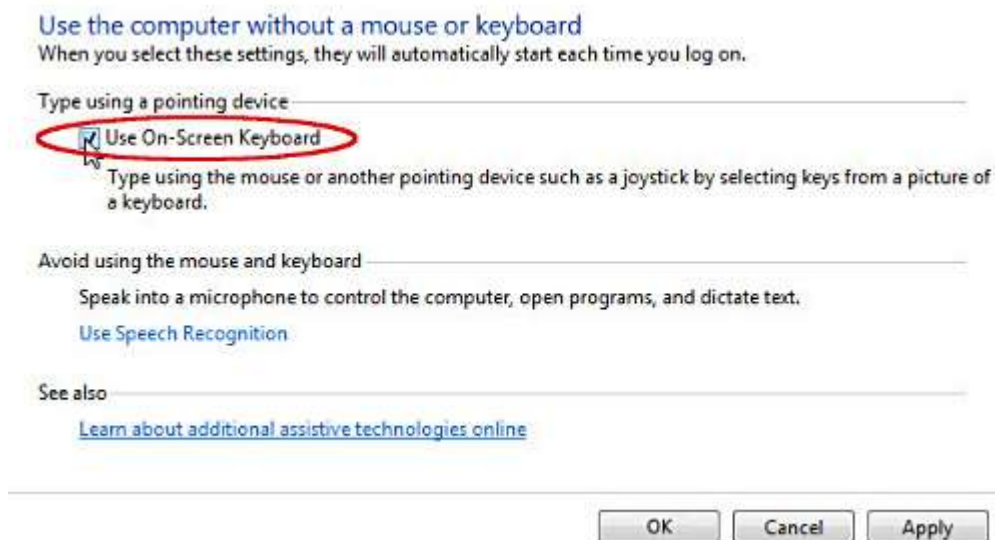 Use the computer without a mouse or keyboard
When you select these settings, they will automatically start each time you log on.
Type using a pointing device
Use On-Screen Keyboard
Type using the mouse or another pointing device such as a joystick by selecting keys from a picture of
a keyboard.
Avoid using the mouse and keyboard
Speak into a microphone to control the computer, open programs, and dictate text.
Use Speech Recognition
See also
Learn about additional assistive technologies online
OK Cancel Apply